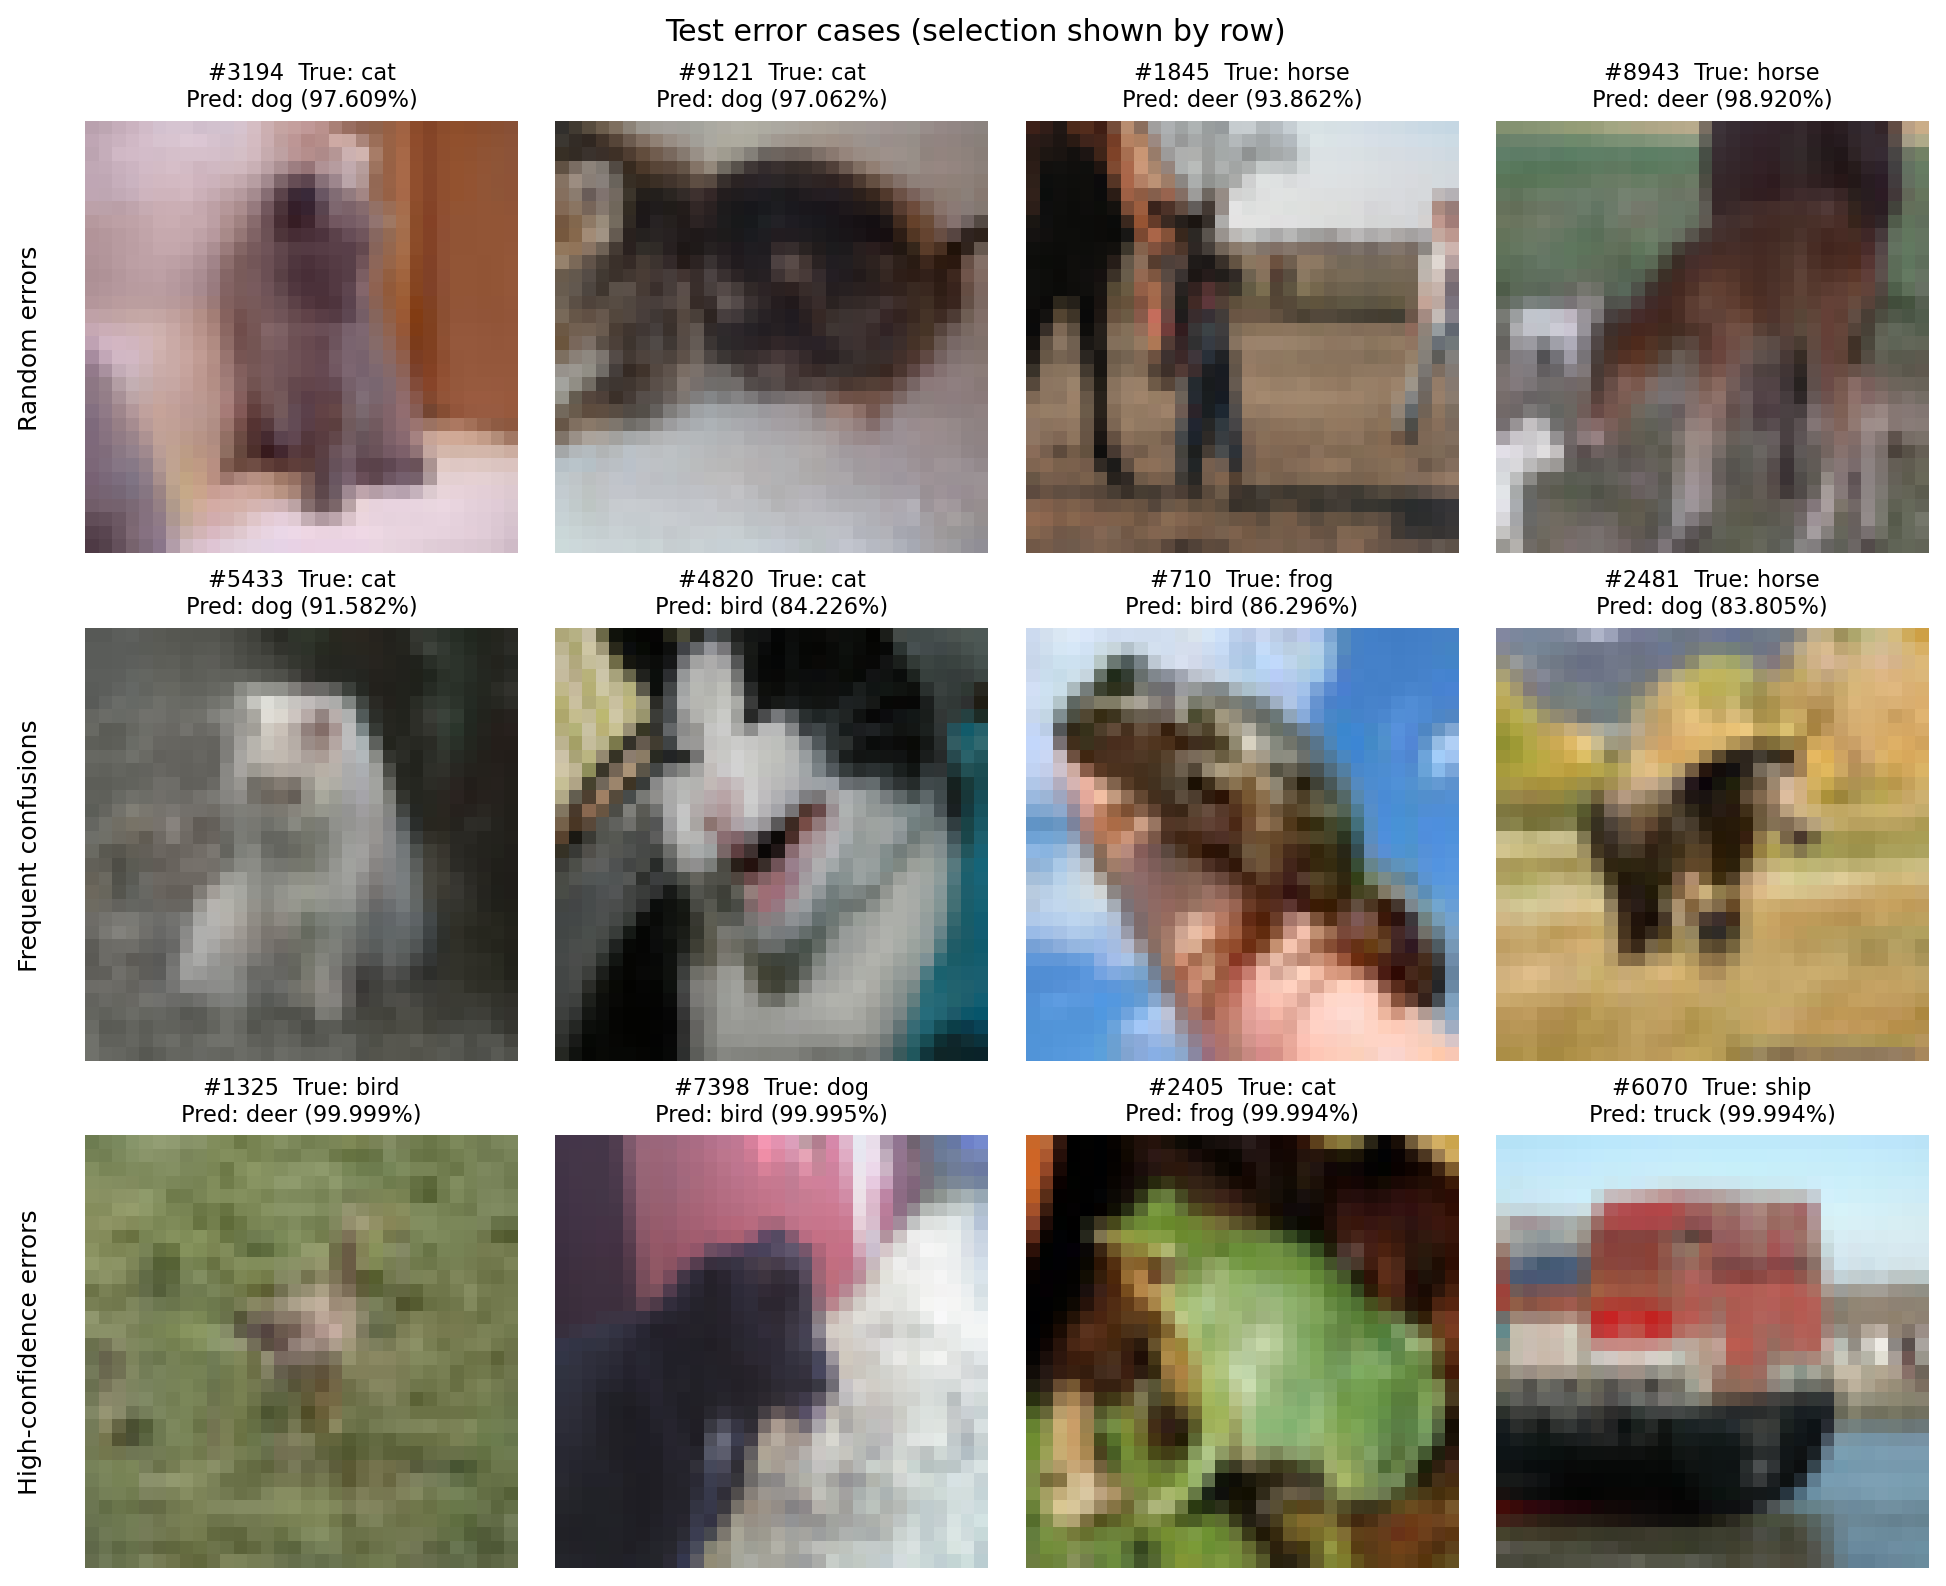 Test error cases (selection shown by row)
#3194  True: cat
Pred: dog (97.609%)
#9121  True: cat
Pred: dog (97.062%)
#1845  True: horse
Pred: deer (93.862%)
#8943  True: horse
Pred: deer (98.920%)
Random errors
#5433  True: cat
Pred: dog (91.582%)
#4820  True: cat
Pred: bird (84.226%)
#710  True: frog
Pred: bird (86.296%)
#2481  True: horse
Pred: dog (83.805%)
Frequent confusions
#1325  True: bird
Pred: deer (99.999%)
#7398  True: dog
Pred: bird (99.995%)
#2405  True: cat
Pred: frog (99.994%)
#6070  True: ship
Pred: truck (99.994%)
High-confidence errors